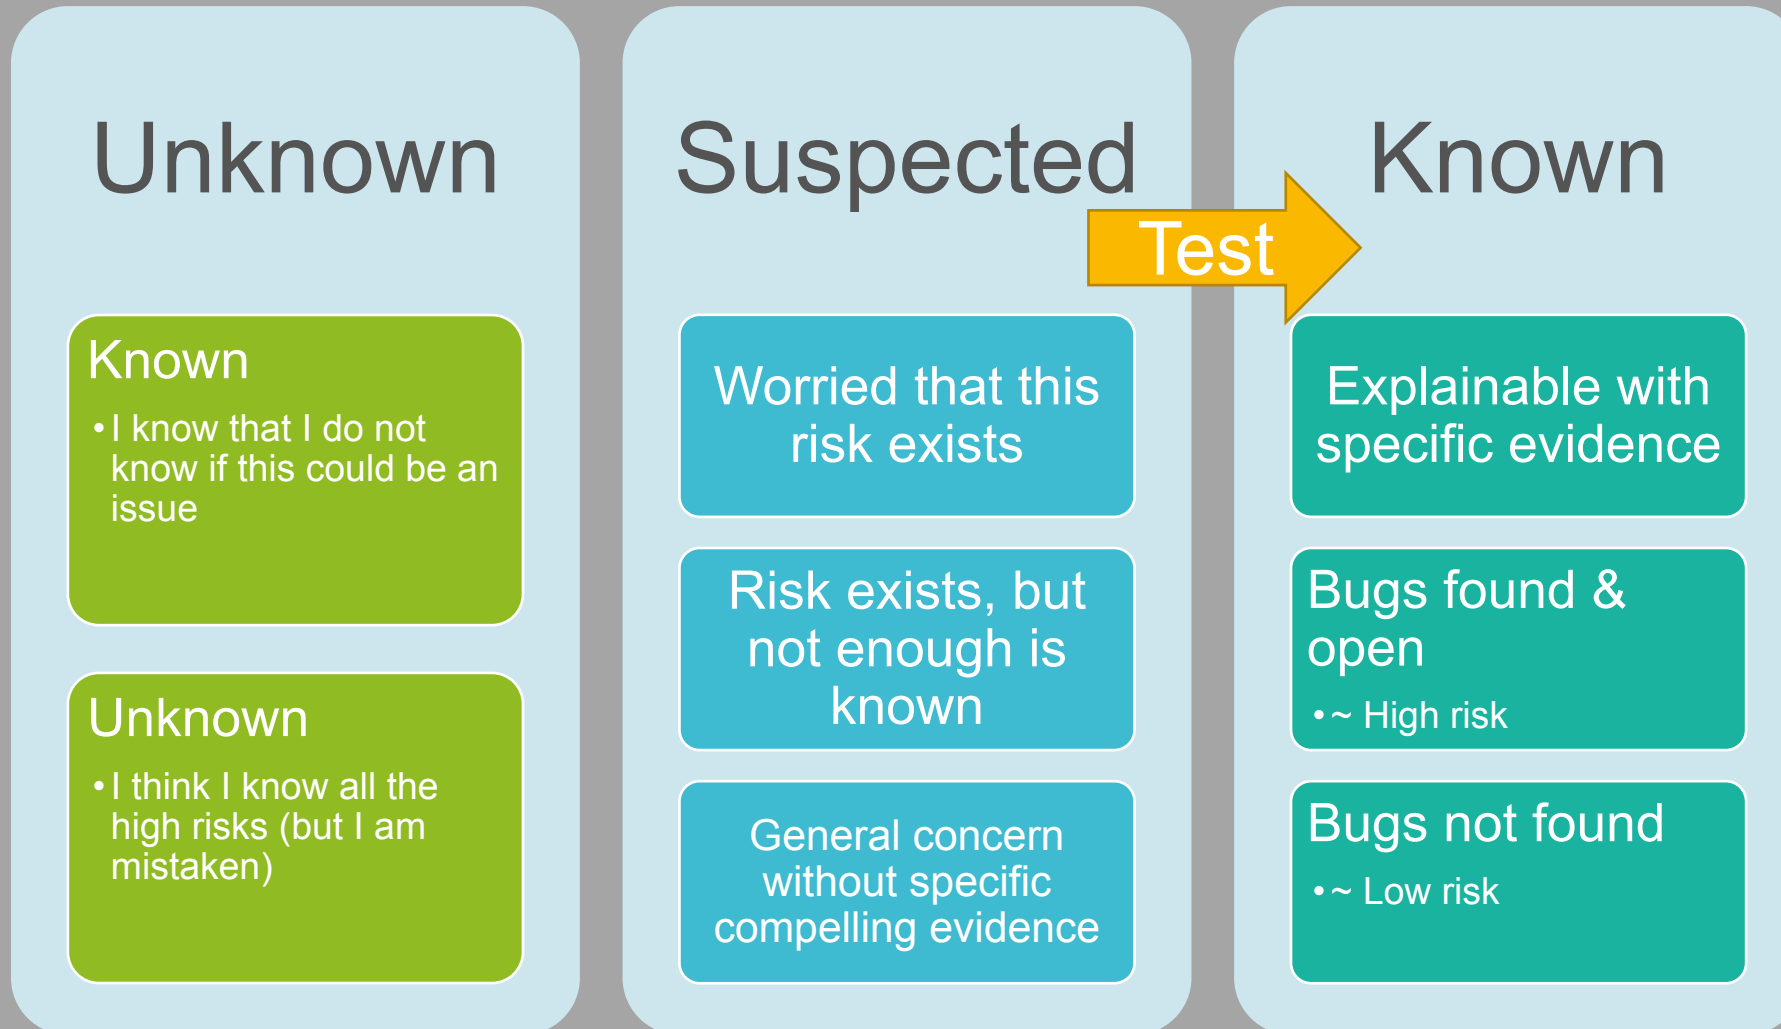 Unknown
Known
•I know that I do not
know if this could be an
issue
Unknown
•I think I know all the
high risks (but I am
mistaken)
Suspected
Test
Worried that this
risk exists
Risk exists, but
not enough is
known
General concern
without specific
compelling evidence
Known
Explainable with
specific evidence
Bugs found &
open
•~ High risk
Bugs not found
•~ Low risk